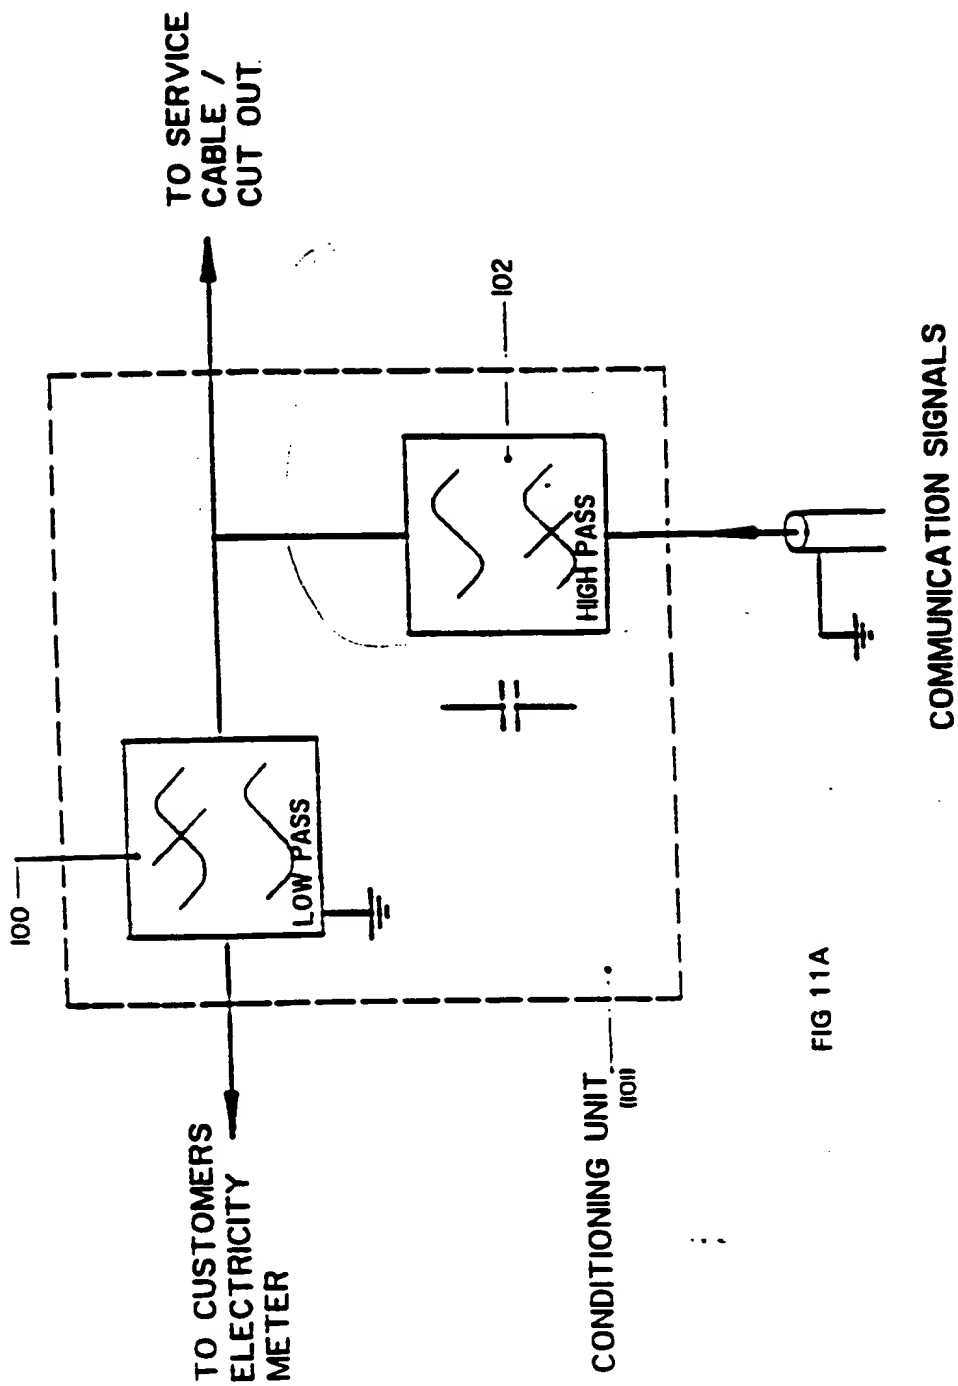 100
TO CUSTOMERS
ELECTRICITY
METER
TO SERVICE
CABLE /
CUT OUT
LOW PASS
102
HIGH PASS
CONDITIONING UNIT
(101)
FIG 11A
COMMUNICATION SIGNALS